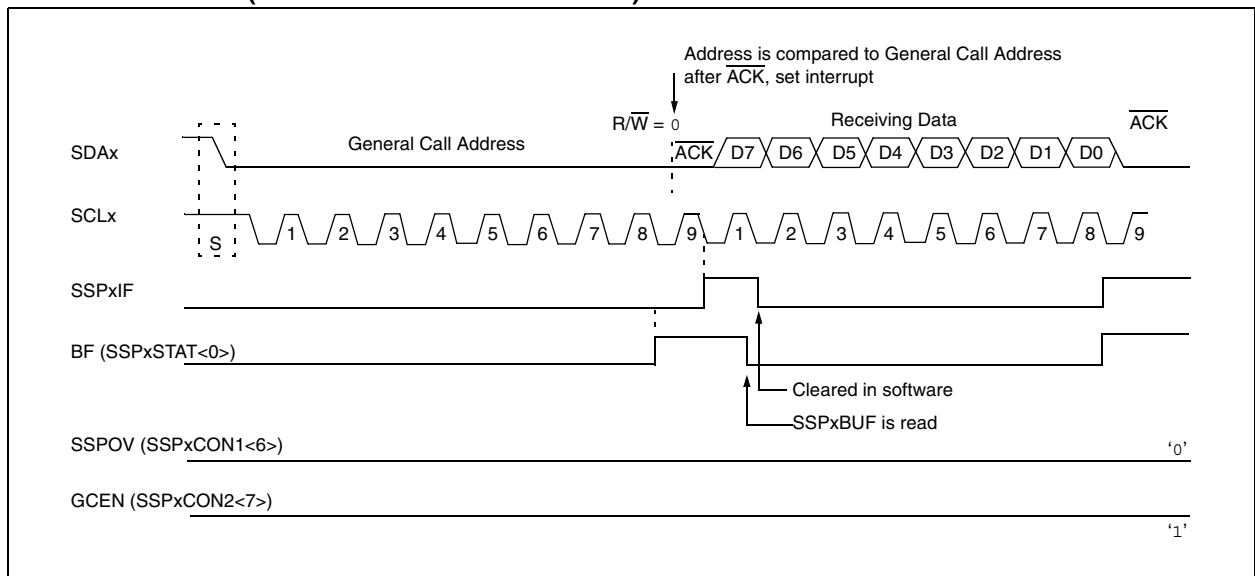 Address is compared to General Call Address
after ACK, set interrupt
R/W = 0
Receiving Data
ACK
SDAx
General Call Address
ACK D7 D6 D5 D4 D3 D2 D1 D0
SCLx
S
1 2 3 4 5 6 7 8 9 1 2 3 4 5 6 7 8 9
SSPxIF
BF (SSPxSTAT<0>)
Cleared in software
SSPxBUF is read
SSPOV (SSPxCON1<6>)
‘0’
GCEN (SSPxCON2<7>)
‘1’